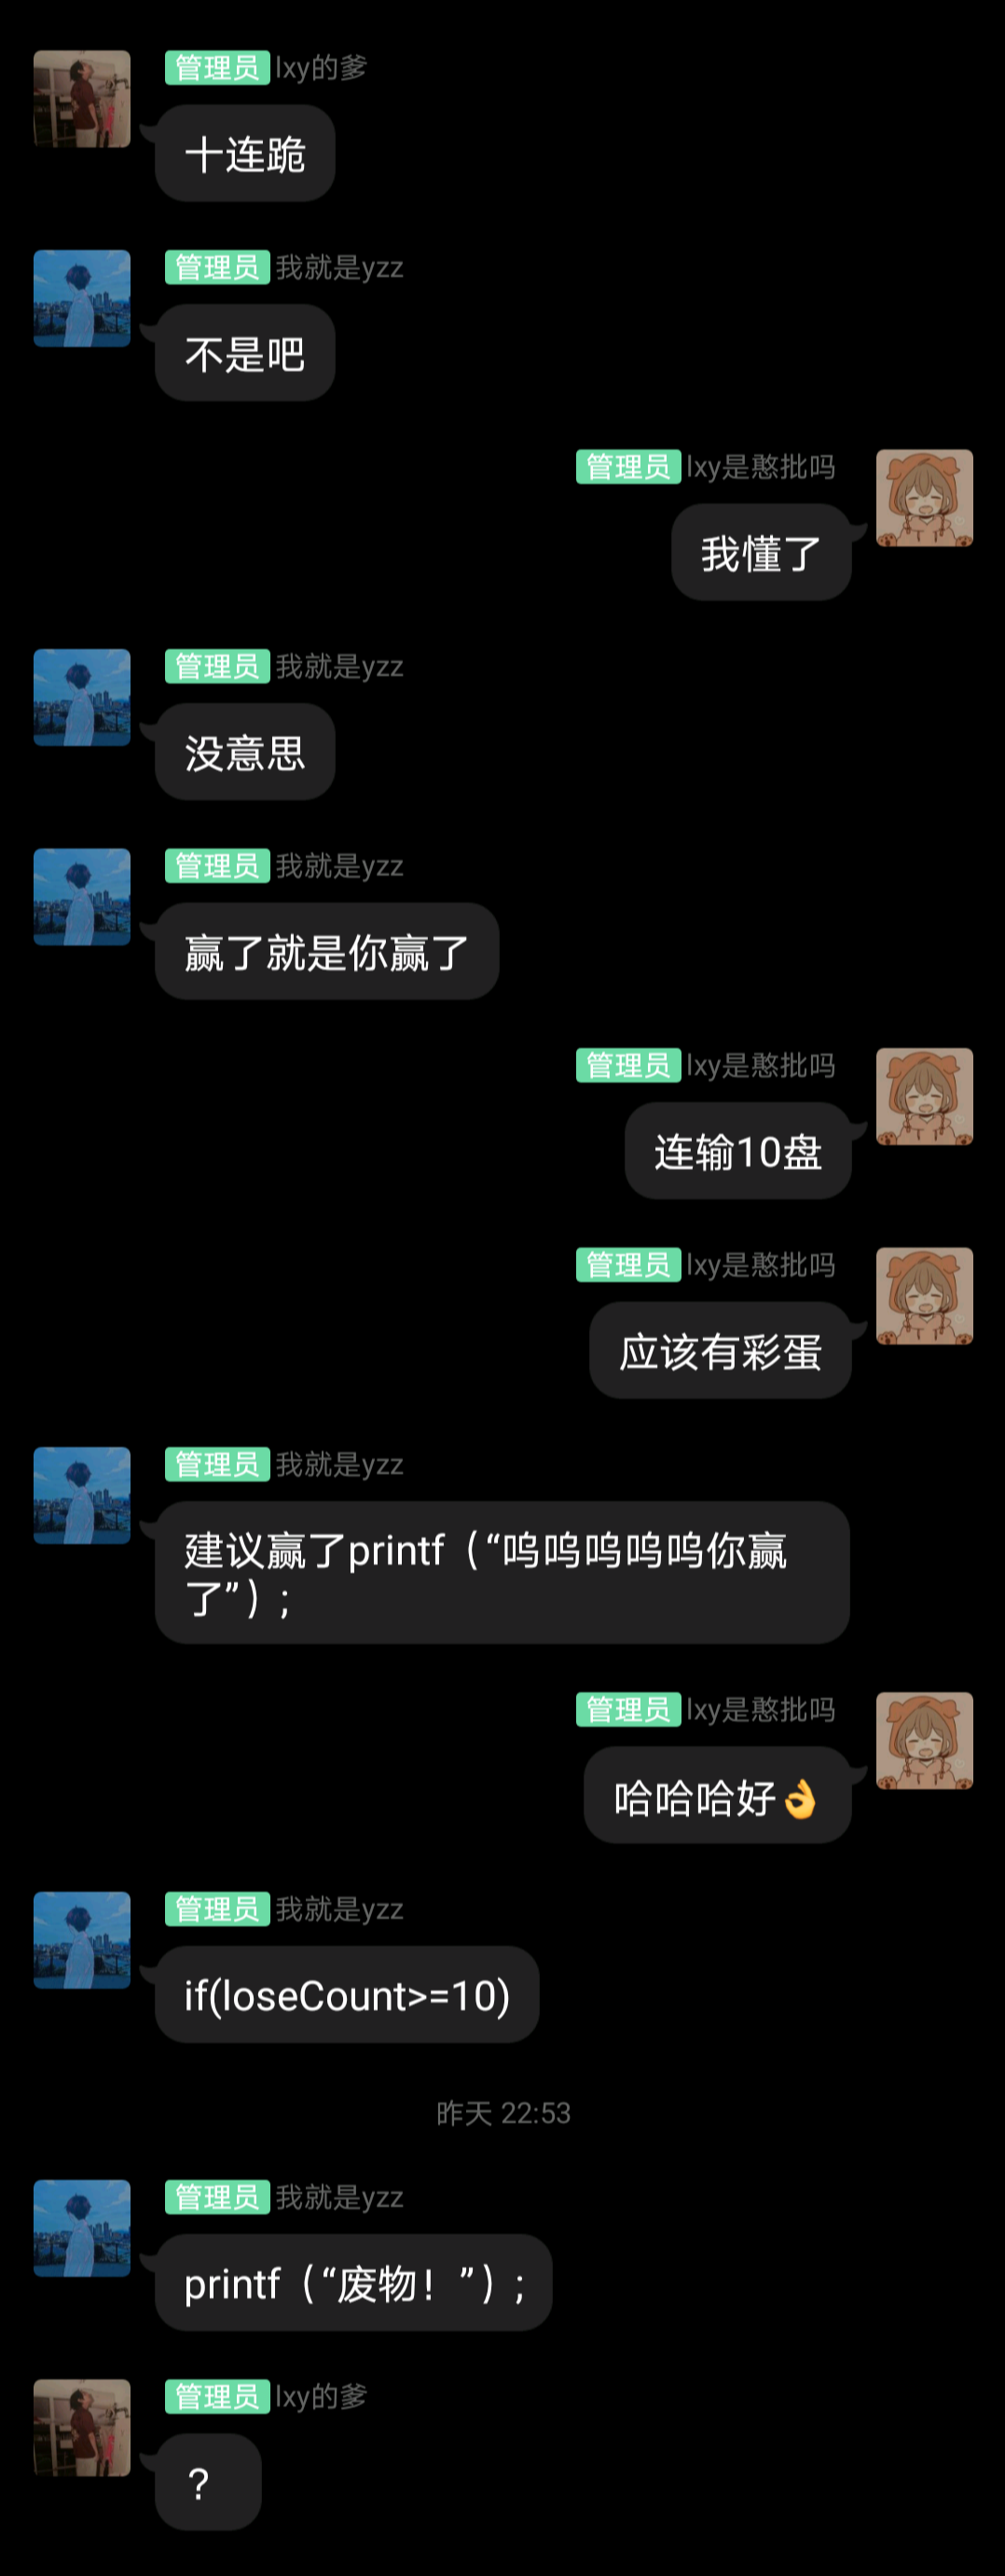 管理员 lxy的爹
十连跪
管理员 我就是yzz
不是吧
管理员 lxy是憨批吗
我懂了
管理员 我就是yzz
没意思
管理员 我就是yzz
赢了就是你赢了
管理员 lxy是憨批吗
连输10盘
管理员 lxy是憨批吗
应该有彩蛋
管理员 我就是yzz
建议赢了printf（“呜呜呜呜呜你赢
了”）;
管理员 lxy是憨批吗
哈哈哈好👌
管理员 我就是yzz
if(loseCount>=10)
昨天 22:53
管理员 我就是yzz
printf（“废物！”）;
管理员 lxy的爹
？